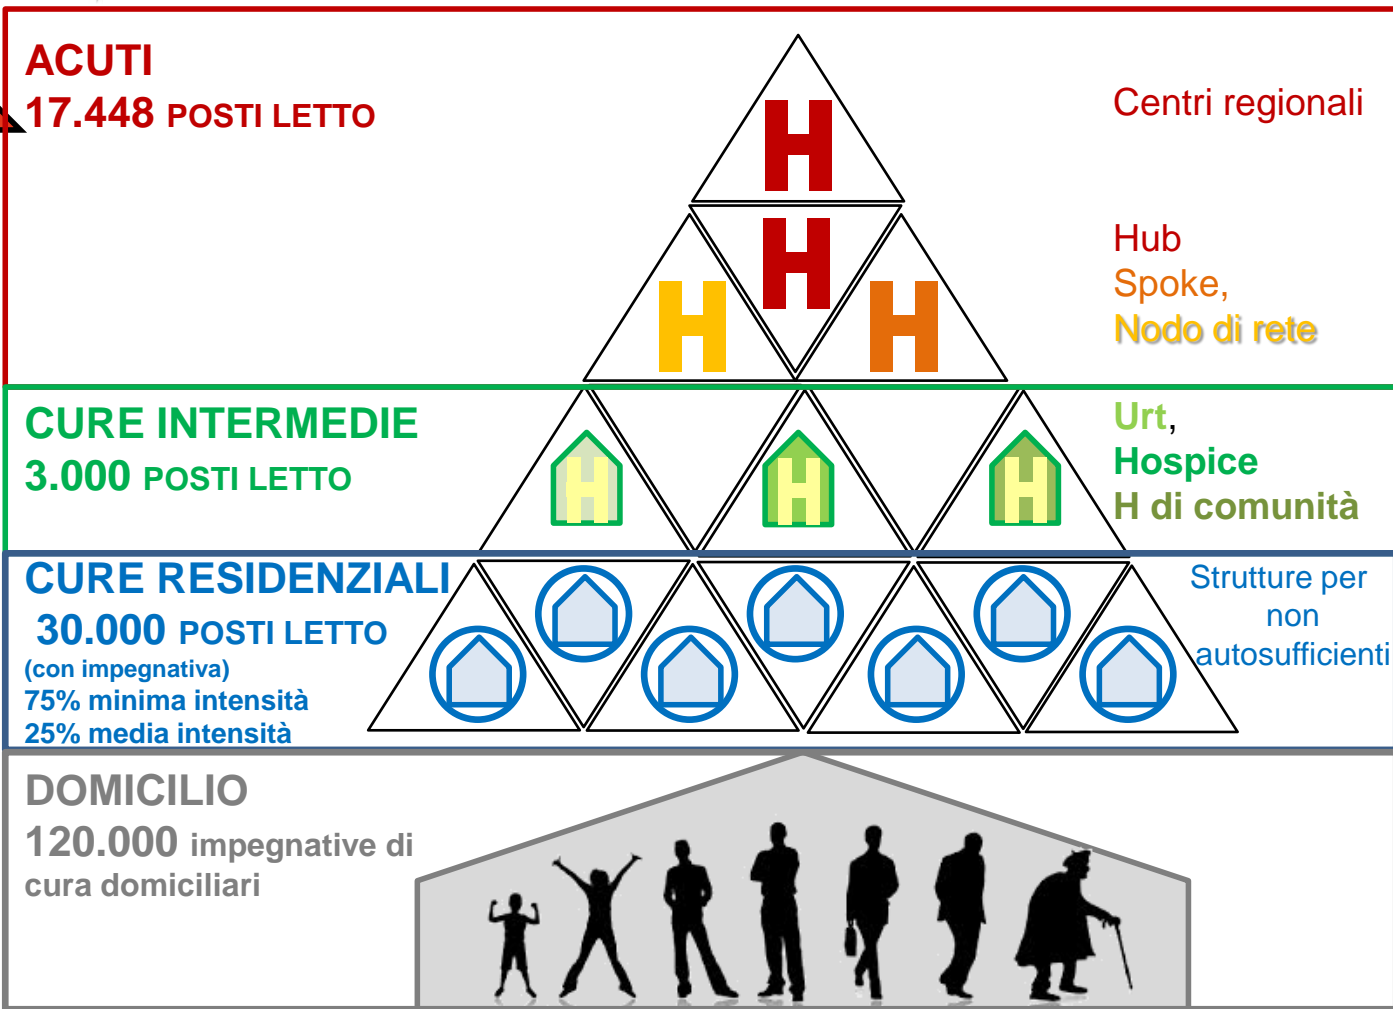 ACUTI
17.448 POSTI LETTO
Centri regionali
H
H
H
H
Hub
Spoke,
Nodo di rete
CURE INTERMEDIE
3.000 POSTI LETTO
H
H
H
Urt,
Hospice
H di comunità
CURE RESIDENZIALI
30.000 POSTI LETTO
(con impegnativa)
75% minima intensità
25% media intensità
Strutture per
non
autosufficienti
DOMICILIO
120.000 impegnative di
cura domiciliari